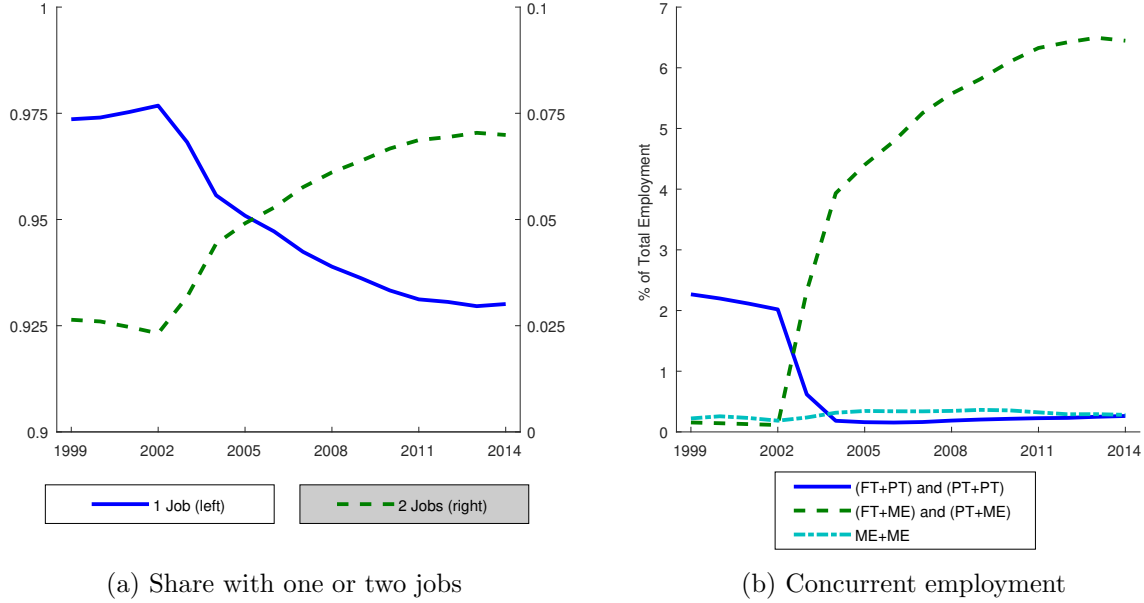 1
0.975
0.95
0.925
0.9
0.1
0.075
0.05
0.025
0
1999 2002 2005 2008 2011 2014
1 Job (left)
2 Jobs (right)
(a) Share with one or two jobs
% of Total Employment
7
6
5
4
3
2
1
0
1999 2002 2005 2008 2011 2014
(FT+PT) and (PT+PT)
(FT+ME) and (PT+ME)
ME+ME
(b) Concurrent employment